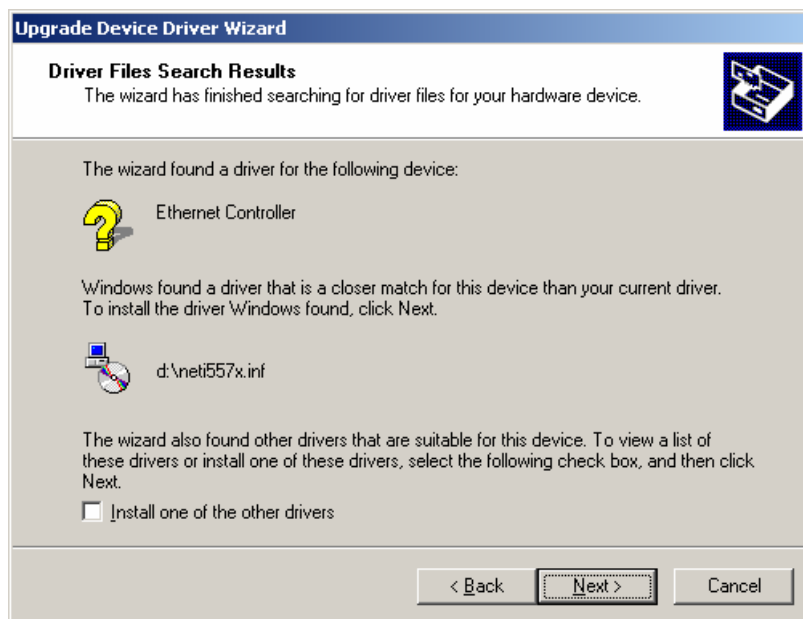 Upgrade Device Driver Wizard
Driver Files Search Results
The wizard has finished searching for driver files for your hardware device.
The wizard found a driver for the following device:
Ethernet Controller
Windows found a driver that is a closer match for this device than your current driver.
To install the driver Windows found, click Next.
d:\neti557x.inf
The wizard also found other drivers that are suitable for this device. To view a list of
these drivers or install one of these drivers, select the following check box, and then click
Next.
Install one of the other drivers
< Back
Next >
Cancel